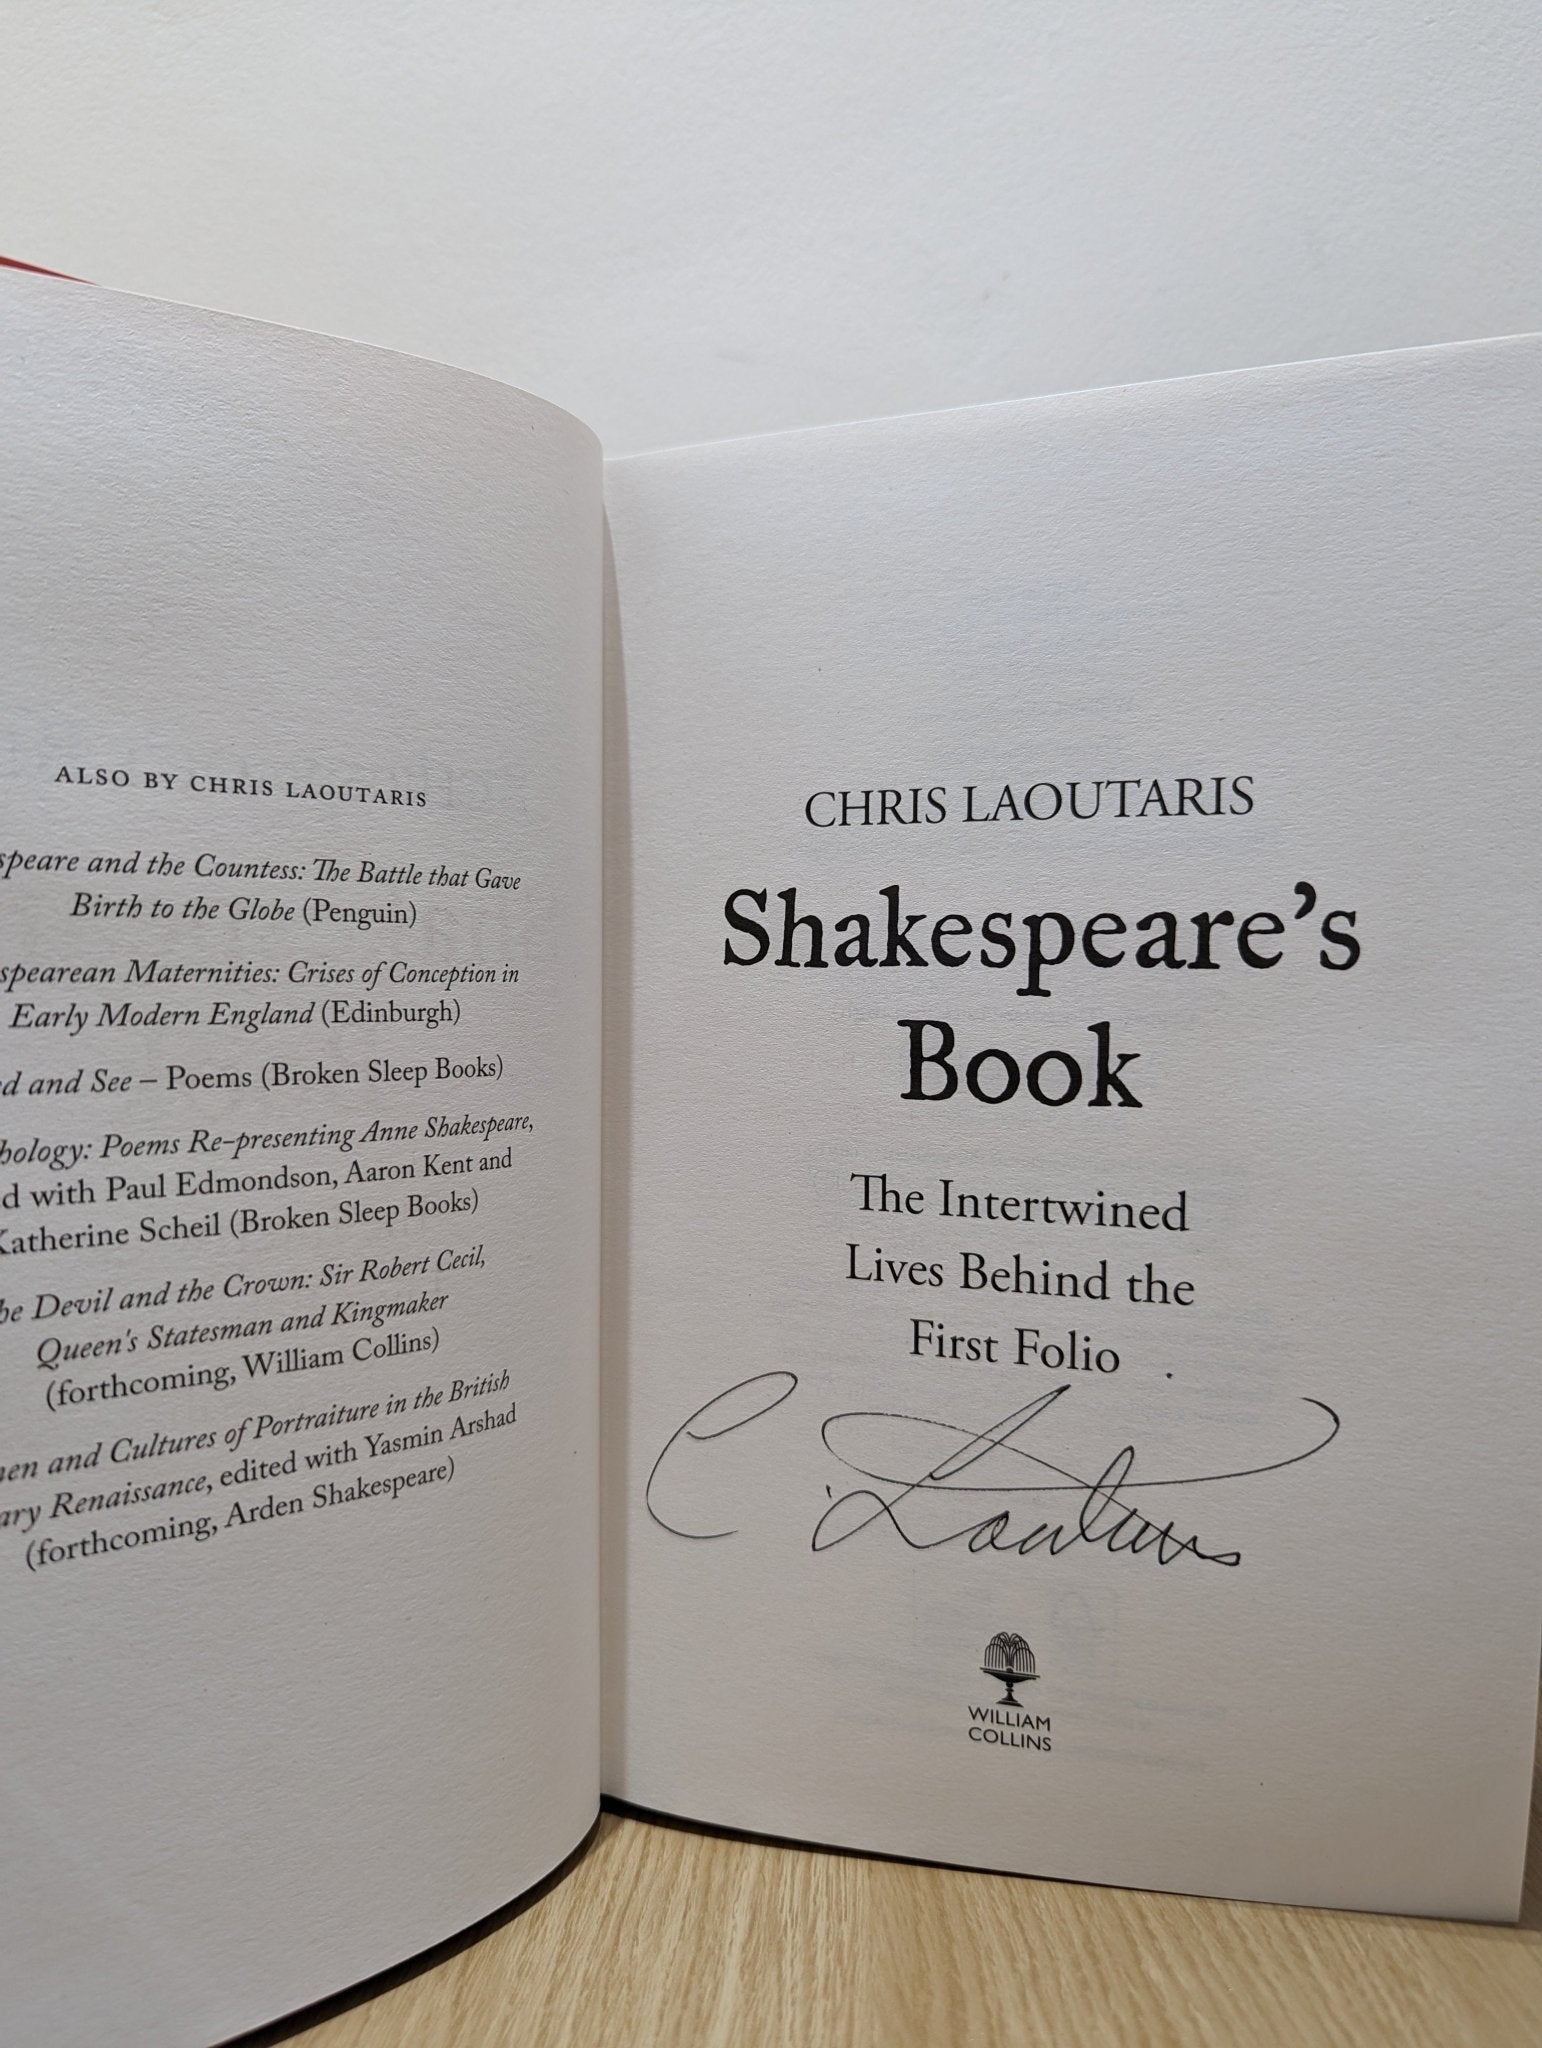 ALSO BY CHRIS LAOUTARIS
speare and the Countess: The Battle that Gave
Birth to the Globe (Penguin)
spearean Maternities: Crises of Conception in
Early Modern England (Edinburgh)
d and See – Poems (Broken Sleep Books)
hology: Poems Re-presenting Anne Shakespeare,
d with Paul Edmondson, Aaron Kent and
Katherine Scheil (Broken Sleep Books)
he Devil and the Crown: Sir Robert Cecil,
Queen's Statesman and Kingmaker
(forthcoming, William Collins)
men and Cultures of Portraiture in the British
ary Renaissance, edited with Yasmin Arshad
(forthcoming, Arden Shakespeare)
CHRIS LAOUTARIS
Shakespeare's
Book
The Intertwined
Lives Behind the
First Folio
C. Laoutaris
WILLIAM
COLLINS